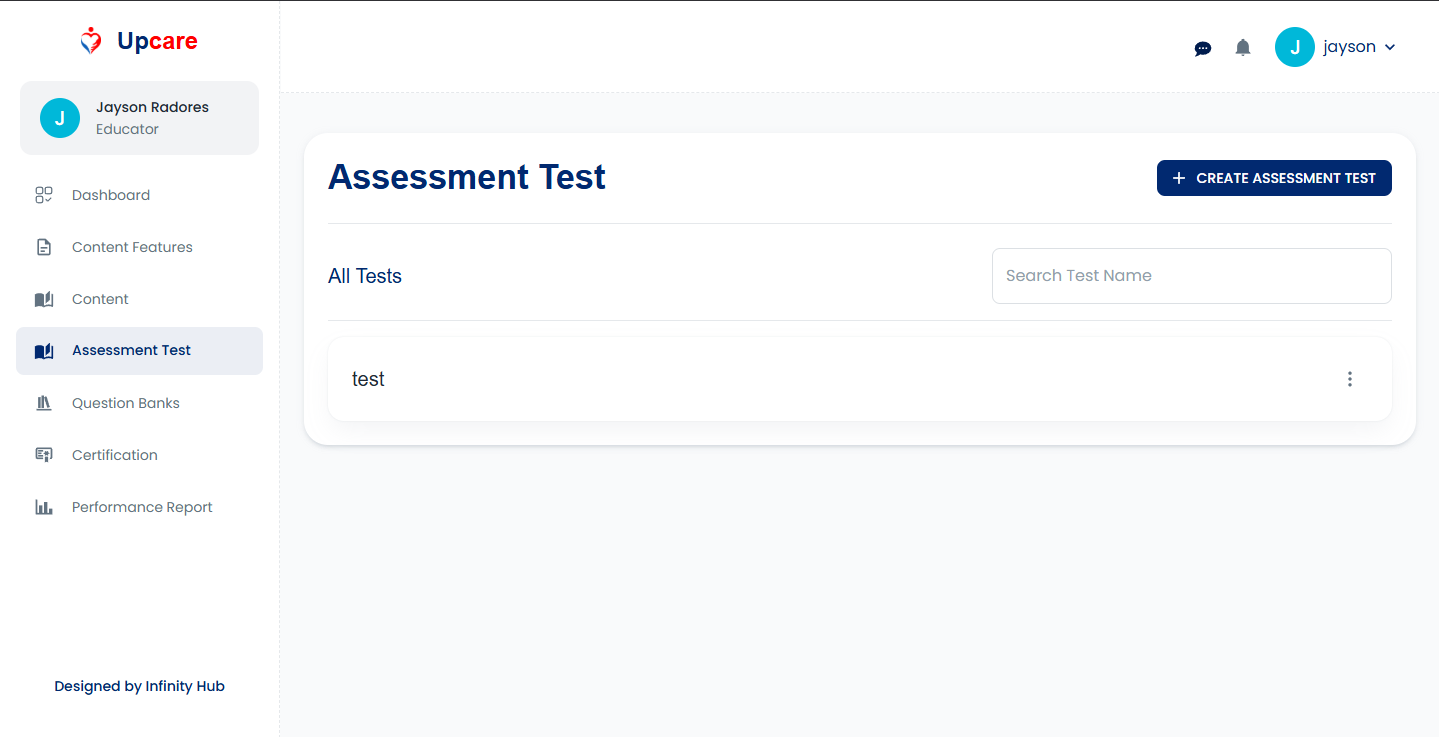 Upcare
J
Jayson Radores
Educator
Dashboard
Content Features
Content
Assessment Test
Question Banks
Certification
Performance Report
Designed by Infinity Hub
J
jayson
Assessment Test
+ CREATE ASSESSMENT TEST
All Tests
Search Test Name
test